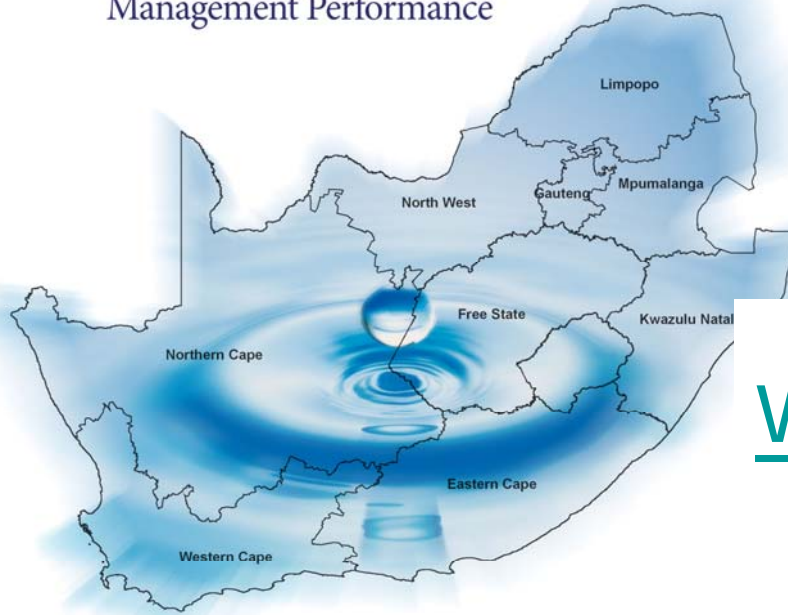 Management Performance
Limpopo
Mpumalanga
Gauteng
North West
Free State
Kwazulu Natal
Northern Cape
Eastern Cape
Western Cape